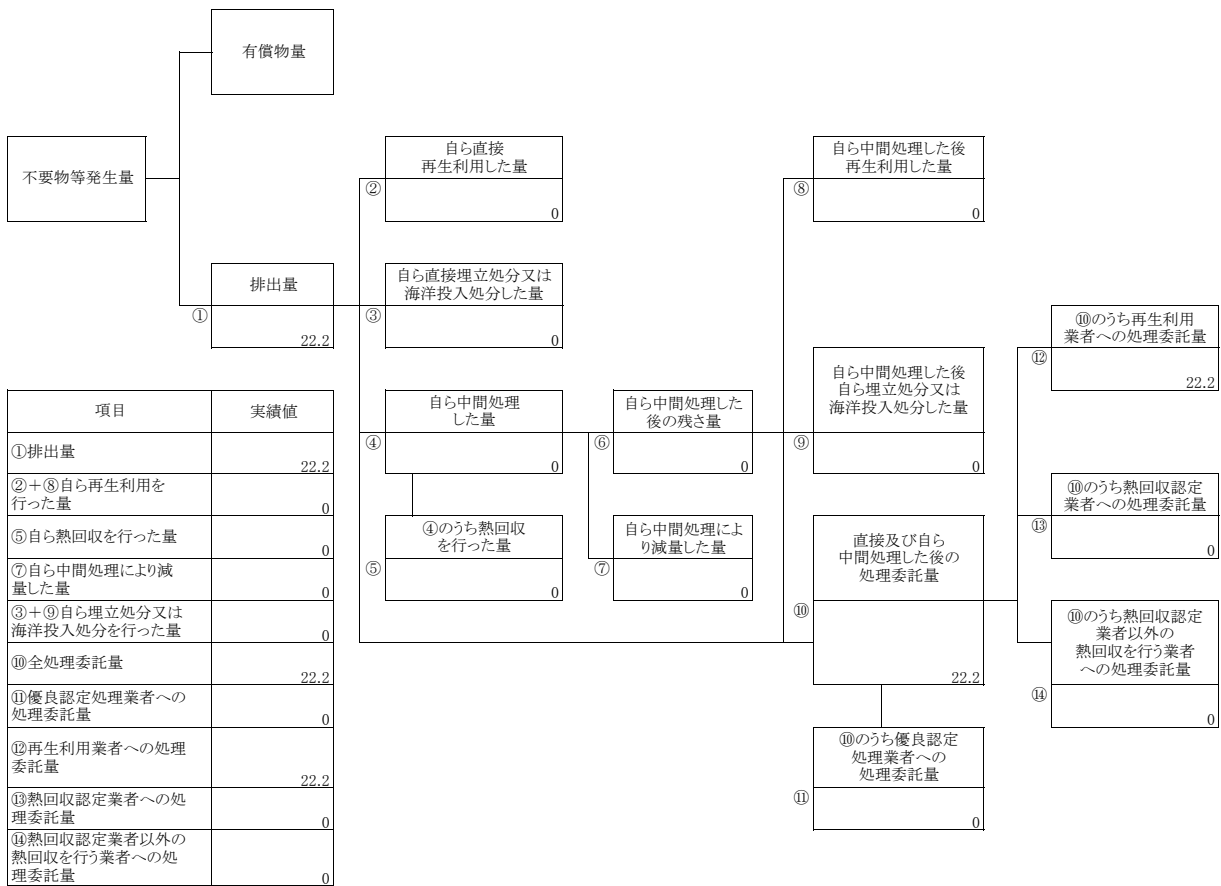 有償物量
不要物等発生量
排出量
①
22.2
自ら直接
再生利用した量
②
0
自ら直接埋立処分又は
海洋投入処分した量
③
0
自ら中間処理
した量
④
0
④のうち熱回収
を行った量
⑤
0
自ら中間処理した
後の残さ量
⑥
0
自ら中間処理によ
り減量した量
⑦
0
自ら中間処理した後
再生利用した量
⑧
0
自ら中間処理した後
自ら埋立処分又は
海洋投入処分した量
⑨
0
直接及び自ら
中間処理した後の
処理委託量
⑩
22.2
⑩のうち優良認定
処理業者への
処理委託量
⑪
0
⑩のうち再生利用
業者への処理委託量
⑫
22.2
⑩のうち熱回収認定
業者への処理委託量
⑬
0
⑩のうち熱回収認定
業者以外の
熱回収を行う業者
への処理委託量
⑭
0
項目 実績値
①排出量
22.2
②+⑧自ら再生利用を
行った量
0
⑤自ら熱回収を行った量
0
⑦自ら中間処理により減
量した量
0
③+⑨自ら埋立処分又は
海洋投入処分を行った量
0
⑩全処理委託量
22.2
⑪優良認定処理業者への
処理委託量
0
⑫再生利用業者への処理
委託量
22.2
⑬熱回収認定業者への処
理委託量
0
⑭熱回収認定業者以外の
熱回収を行う業者への処
理委託量
0